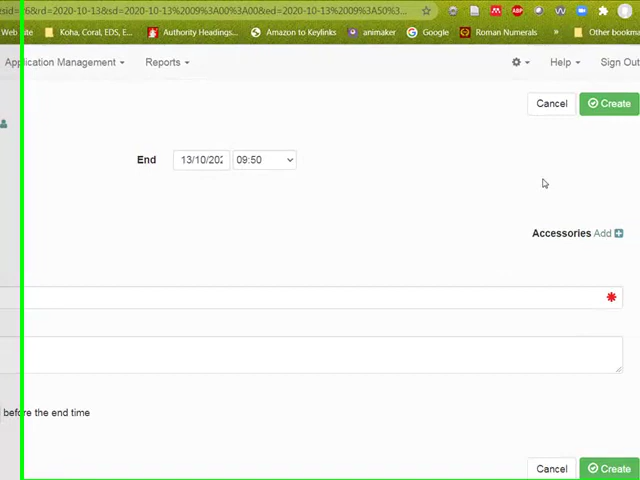 sid= 6&rd=2020-10-13&sd=2020-10-13%2009%3A00%3A00&ed=2020-10-13%2009%3A50%3...
Web site Koha, Coral, EDS, E... Authority Headings... Amazon to Keylinks animaker Google Roman Numerals » Other bookma
Application Management Reports Help Sign Out
Cancel Create
End 13/10/202 09:50
Accessories Add
before the end time
Cancel Create